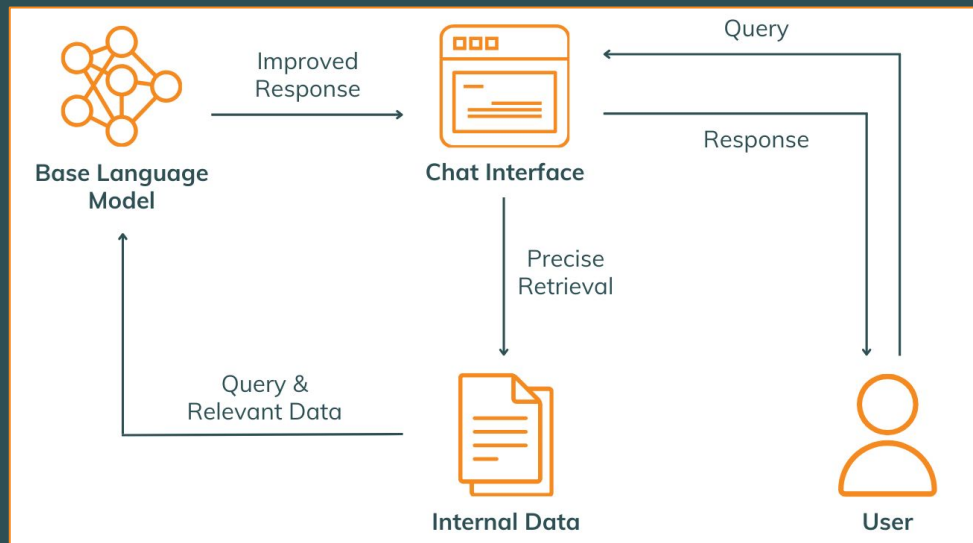 Query
Improved
Response
Response
Base Language
Model
Chat Interface
Precise
Retrieval
Query &
Relevant Data
Internal Data
User